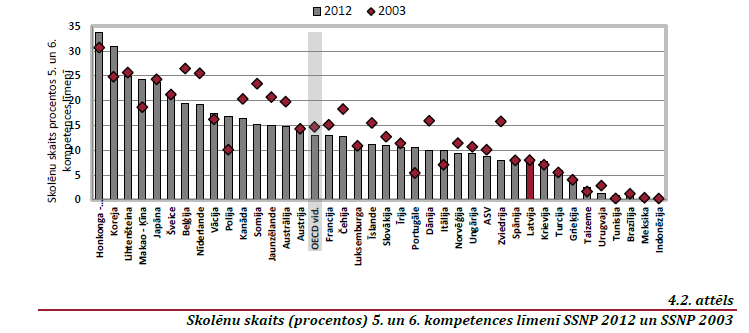 2012 2003
Skolēnu skaits procentos 5. un 6.
kompetences līmenī
35
30
25
20
15
10
5
0
Honkonga -...
Koreja
Lihtenšteina
Makao - Ķīna
Japāna
Šveice
Beļģija
Nīderlande
Vācija
Polija
Kanāda
Somija
Jaunzēlande
Austrālija
Austrija
OECD vid.
Francija
Čehija
Luksemburga
Īslande
Slovākija
Īrija
Portugāle
Dānija
Itālija
Norvēģija
Ungārija
ASV
Zviedrija
Spānija
Latvija
Krievija
Turcija
Grieķija
Taizeme
Urugvaja
Tunisija
Brazīlija
Meksika
Indonēzija
4.2. attēls
Skolēnu skaits (procentos) 5. un 6. kompetences līmenī SSNP 2012 un SSNP 2003